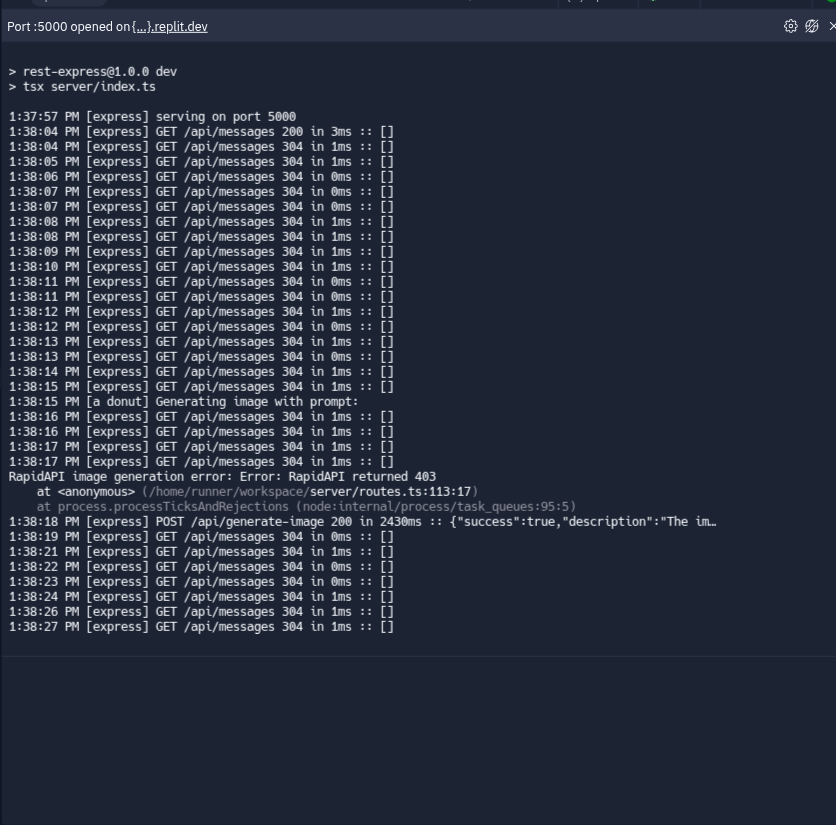 Port :5000 opened on {...}.replit.dev
> rest-express@1.0.0 dev
> tsx server/index.ts
1:37:57 PM [express] serving on port 5000
1:38:04 PM [express] GET /api/messages 200 in 3ms :: []
1:38:04 PM [express] GET /api/messages 304 in 1ms :: []
1:38:05 PM [express] GET /api/messages 304 in 1ms :: []
1:38:06 PM [express] GET /api/messages 304 in 0ms :: []
1:38:07 PM [express] GET /api/messages 304 in 0ms :: []
1:38:07 PM [express] GET /api/messages 304 in 0ms :: []
1:38:08 PM [express] GET /api/messages 304 in 1ms :: []
1:38:08 PM [express] GET /api/messages 304 in 1ms :: []
1:38:09 PM [express] GET /api/messages 304 in 1ms :: []
1:38:10 PM [express] GET /api/messages 304 in 1ms :: []
1:38:11 PM [express] GET /api/messages 304 in 0ms :: []
1:38:11 PM [express] GET /api/messages 304 in 0ms :: []
1:38:12 PM [express] GET /api/messages 304 in 1ms :: []
1:38:12 PM [express] GET /api/messages 304 in 0ms :: []
1:38:13 PM [express] GET /api/messages 304 in 1ms :: []
1:38:13 PM [express] GET /api/messages 304 in 0ms :: []
1:38:14 PM [express] GET /api/messages 304 in 1ms :: []
1:38:15 PM [express] GET /api/messages 304 in 1ms :: []
1:38:15 PM [a donut] Generating image with prompt:
1:38:16 PM [express] GET /api/messages 304 in 1ms :: []
1:38:16 PM [express] GET /api/messages 304 in 1ms :: []
1:38:17 PM [express] GET /api/messages 304 in 1ms :: []
1:38:17 PM [express] GET /api/messages 304 in 1ms :: []
RapidAPI image generation error: Error: RapidAPI returned 403
at <anonymous> (/home/runner/workspace/server/routes.ts:113:17)
at process.processTicksAndRejections (node:internal/process/task_queues:95:5)
1:38:18 PM [express] POST /api/generate-image 200 in 2430ms :: {"success":true,"description":"The im…
1:38:19 PM [express] GET /api/messages 304 in 0ms :: []
1:38:21 PM [express] GET /api/messages 304 in 1ms :: []
1:38:22 PM [express] GET /api/messages 304 in 0ms :: []
1:38:23 PM [express] GET /api/messages 304 in 0ms :: []
1:38:24 PM [express] GET /api/messages 304 in 1ms :: []
1:38:26 PM [express] GET /api/messages 304 in 1ms :: []
1:38:27 PM [express] GET /api/messages 304 in 1ms :: []